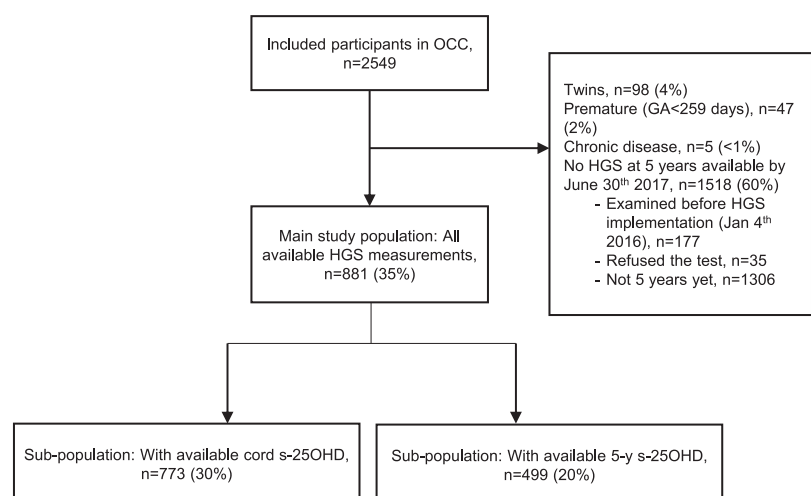 Included participants in OCC,
n=2549
Twins, n=98 (4%)
Premature (GA<259 days), n=47
(2%)
Chronic disease, n=5 (<1%)
No HGS at 5 years available by
June 30th 2017, n=1518 (60%)
- Examined before HGS
implementation (Jan 4th
2016), n=177
- Refused the test, n=35
- Not 5 years yet, n=1306
Main study population: All
available HGS measurements,
n=881 (35%)
Sub-population: With available cord s-25OHD,
n=773 (30%)
Sub-population: With available 5-y s-25OHD,
n=499 (20%)